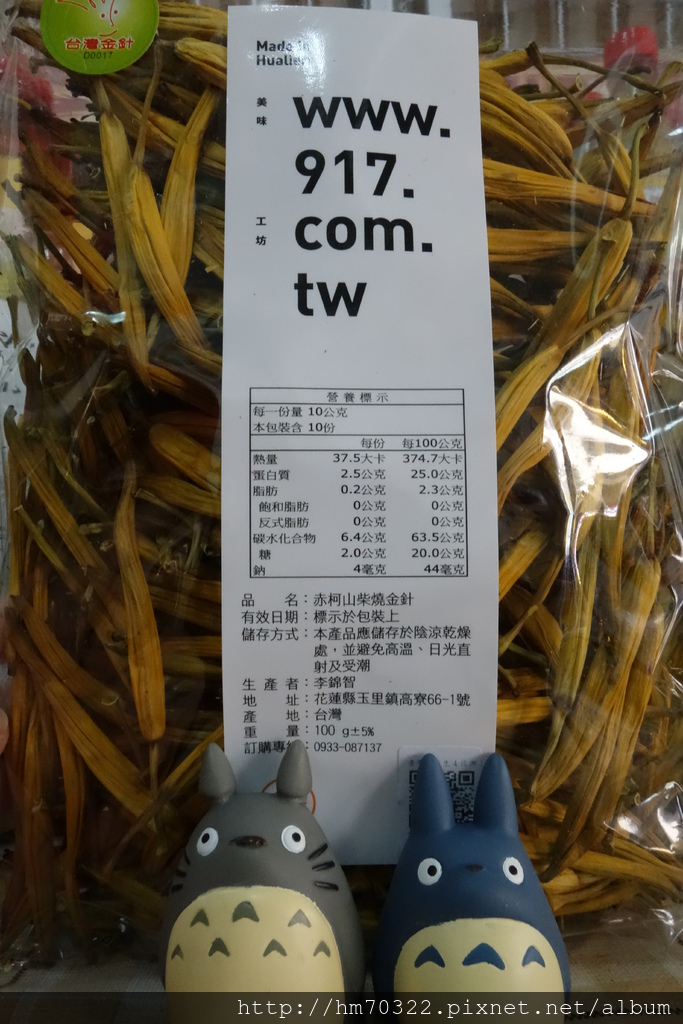 台灣金針
D0017
Made in
Hualien
美味
工坊
www.
917.
com.
tw
營養標示
每一份量 10公克
本包裝含 10份
每份 每100公克
熱量 37.5大卡 374.7大卡
蛋白質 2.5公克 25.0公克
脂肪 0.2公克 2.3公克
飽和脂肪 0公克 0公克
反式脂肪 0公克 0公克
碳水化合物 6.4公克 63.5公克
糖 2.0公克 20.0公克
鈉 4毫克 44毫克
品 名：赤柯山柴燒金針
有效日期：標示於包裝上
儲存方式：本產品應儲存於陰涼乾燥
處，並避免高溫、日光直
射及受潮
生 產 者：李錦智
地 址：花蓮縣玉里鎮高寮66-1號
產 地：台灣
重 量：100 g±5%
訂購專線：0933-087137
http://hm70322.pixnet.net/album